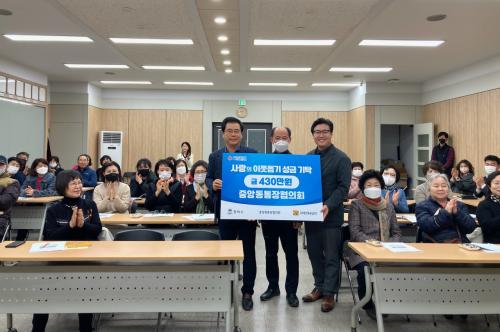 사랑의 이웃돕기 성금 기탁
금 430만원
중앙동통장협의회